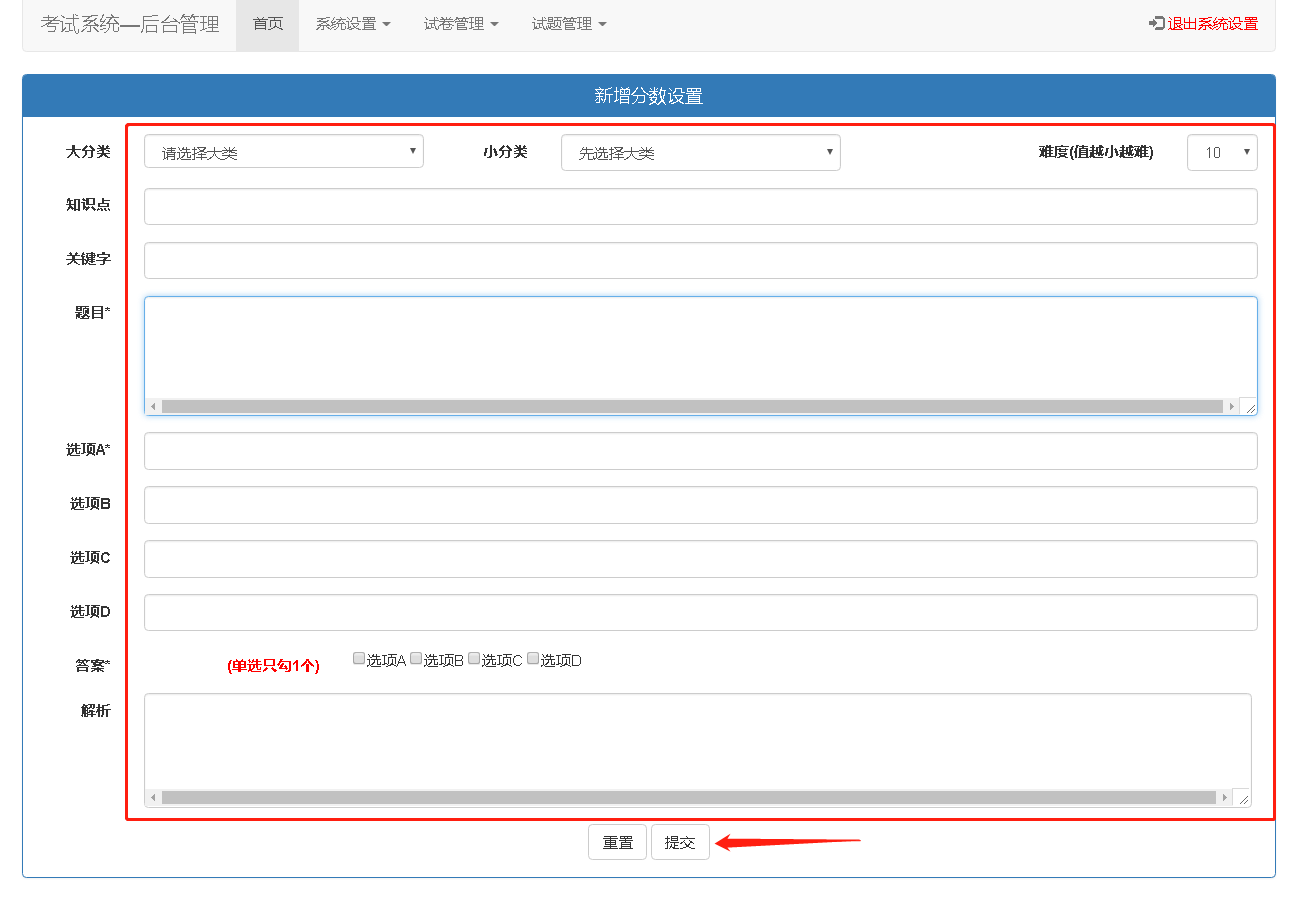 考试系统—后台管理 首页 系统设置 试卷管理 试题管理 退出系统设置
新增分数设置
大分类 请选择大类 小分类 先选择大类 难度(值越小越难) 10
知识点
关键字
题目*
选项A*
选项B
选项C
选项D
答案* (单选只勾1个) 选项A 选项B 选项C 选项D
解析
重置 提交